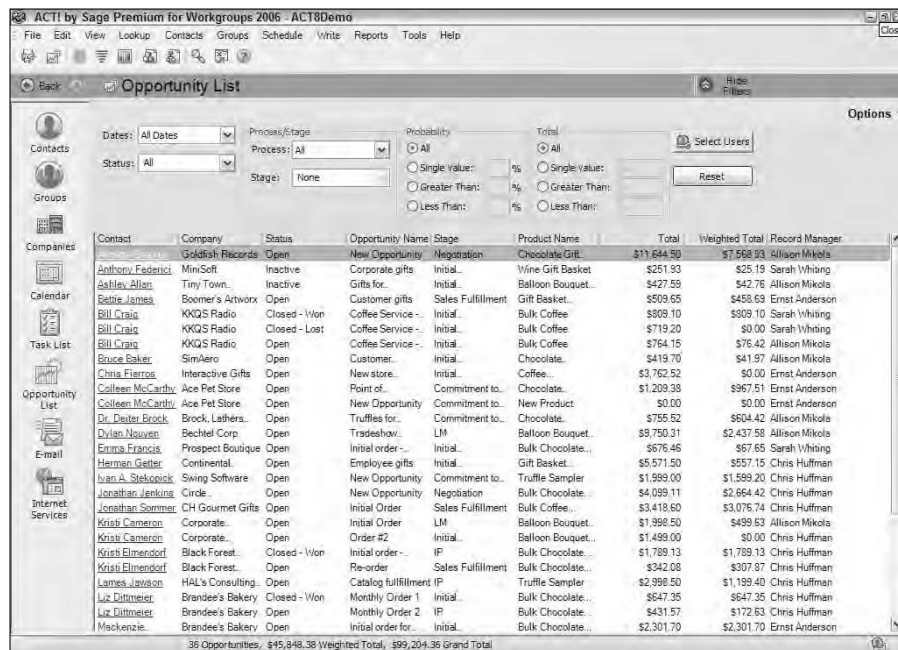 ACT! by Sage Premium for Workgroups 2006 - ACT8Demo
File Edit View Lookup Contacts Groups Schedule Write Reports Tools Help
Clos
Back Opportunity List Hide Filters
Options
Dates: All Dates
Status: All
Process/Stage
Process: All
Stage: None
Probability
All
Single Value: %
Greater Than: %
Less Than: %
Total
All
Single Value:
Greater Than:
Less Than:
Select Users
Reset
Contacts
Groups
Companies
Calendar
Task List
Opportunity List
E-mail
Internet Services
Contact Company Status Opportunity Name Stage Product Name Total Weighted Total Record Manager
Goldfish Records Open New Opportunity Negotiation Chocolate Gift... $11,644.50 $7,568.93 Allison Mikola
Anthony Federici MiniSoft Inactive Corporate gifts Initial... Wine Gift Basket $251.93 $25.19 Sarah Whiting
Ashley Allan Tiny Town... Inactive Gifts for... Initial... Balloon Bouquet... $427.59 $42.76 Allison Mikola
Bettie James Boomer's Artworx Open Customer gifts Sales Fulfillment Gift Basket... $509.65 $458.69 Ernst Anderson
Bill Craig KKQS Radio Closed - Won Coffee Service -... Initial... Bulk Coffee $809.10 $809.10 Sarah Whiting
Bill Craig KKQS Radio Closed - Lost Coffee Service -... Initial... Bulk Coffee $719.20 $0.00 Sarah Whiting
Bill Craig KKQS Radio Open Coffee Service -... Initial... Bulk Coffee $764.15 $76.42 Allison Mikola
Bruce Baker SimAero Open Customer... Initial... Chocolate... $419.70 $41.97 Allison Mikola
Chris Fierros Interactive Gifts Open New store... Initial... Coffee... $3,762.52 $0.00 Ernst Anderson
Colleen McCarthy Ace Pet Store Open Point of... Commitment to... Chocolate... $1,209.38 $967.51 Ernst Anderson
Colleen McCarthy Ace Pet Store Open New Opportunity Commitment to... New Product $0.00 $0.00 Ernst Anderson
Dr. Deiter Brock Brock, Lathers... Open Truffles for... Commitment to... Chocolate... $755.52 $604.42 Allison Mikola
Dylan Nguyen Bechtel Corp Open Tradeshow... LM Balloon Bouquet... $9,750.31 $2,437.58 Allison Mikola
Emma Francis Prospect Boutique Open Initial order -... Initial... Bulk Chocolate... $676.46 $67.65 Sarah Whiting
Herman Getter Continental... Open Employee gifts Initial... Gift Basket... $5,571.50 $557.15 Chris Huffman
Ivan A. Stekopick Swing Software Open New Opportunity Commitment to... Truffle Sampler $1,999.00 $1,599.20 Chris Huffman
Jonathan Jenkins Circle... Open New Opportunity Negotiation Bulk Chocolate... $4,099.11 $2,664.42 Chris Huffman
Jonathan Sommer CH Gourmet Gifts Open Initial Order Sales Fulfillment Bulk Coffee... $3,418.60 $3,076.74 Chris Huffman
Kristi Cameron Corporate... Open Initial Order LM Balloon Bouquet... $1,998.50 $499.63 Allison Mikola
Kristi Cameron Corporate... Open Order #2 Initial... Balloon Bouquet... $1,499.00 $0.00 Chris Huffman
Kristi Elmendorf Black Forest... Closed - Won Initial order -... IP Bulk Chocolate... $1,789.13 $1,789.13 Chris Huffman
Kristi Elmendorf Black Forest... Open Re-order Sales Fulfillment Bulk Chocolate... $342.08 $307.87 Chris Huffman
Lames Jawson HAL's Consulting... Open Catalog fullfillment IP Truffle Sampler $2,998.50 $1,199.40 Chris Huffman
Liz Dittmeier Brandee's Bakery Closed - Won Monthly Order 1 Initial... Bulk Chocolate... $647.35 $647.35 Chris Huffman
Liz Dittmeier Brandee's Bakery Open Monthly Order 2 IP Bulk Chocolate... $431.57 $172.63 Chris Huffman
Mackenzie... Brandee's Bakery Open Initial order for... Initial... Bulk Chocolate... $2,301.70 $2,301.70 Ernst Anderson
36 Opportunities, $45,848.38 Weighted Total, $99,204.36 Grand Total